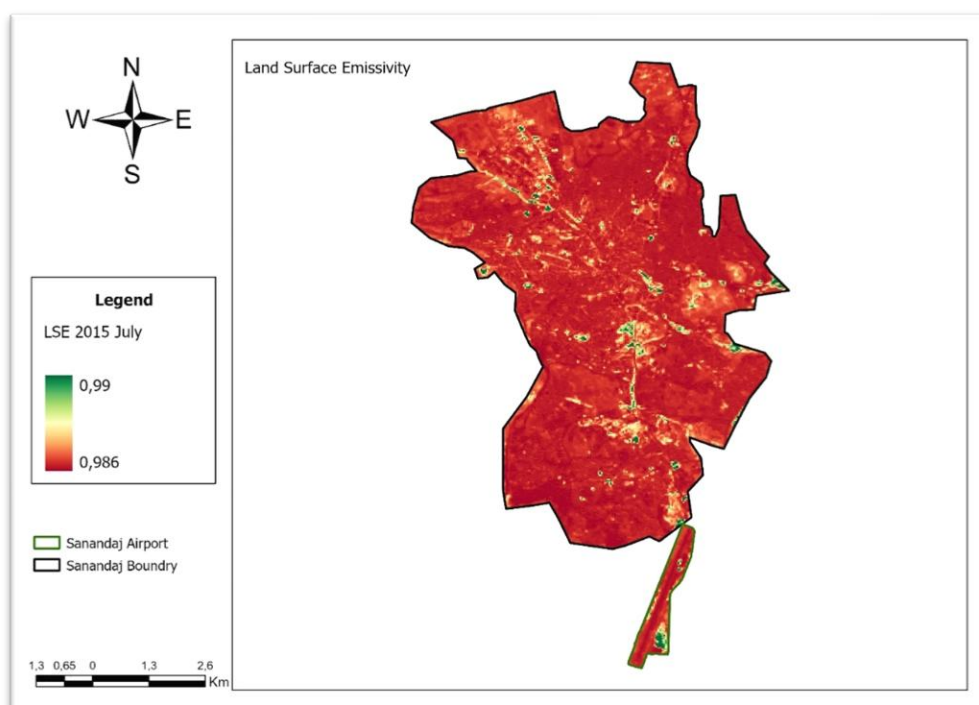 N
W E
S
Land Surface Emissivity
Legend
LSE 2015 July
0,99
0,986
Sanandaj Airport
Sanandaj Boundry
1,3 0,65 0 1,3 2,6
Km